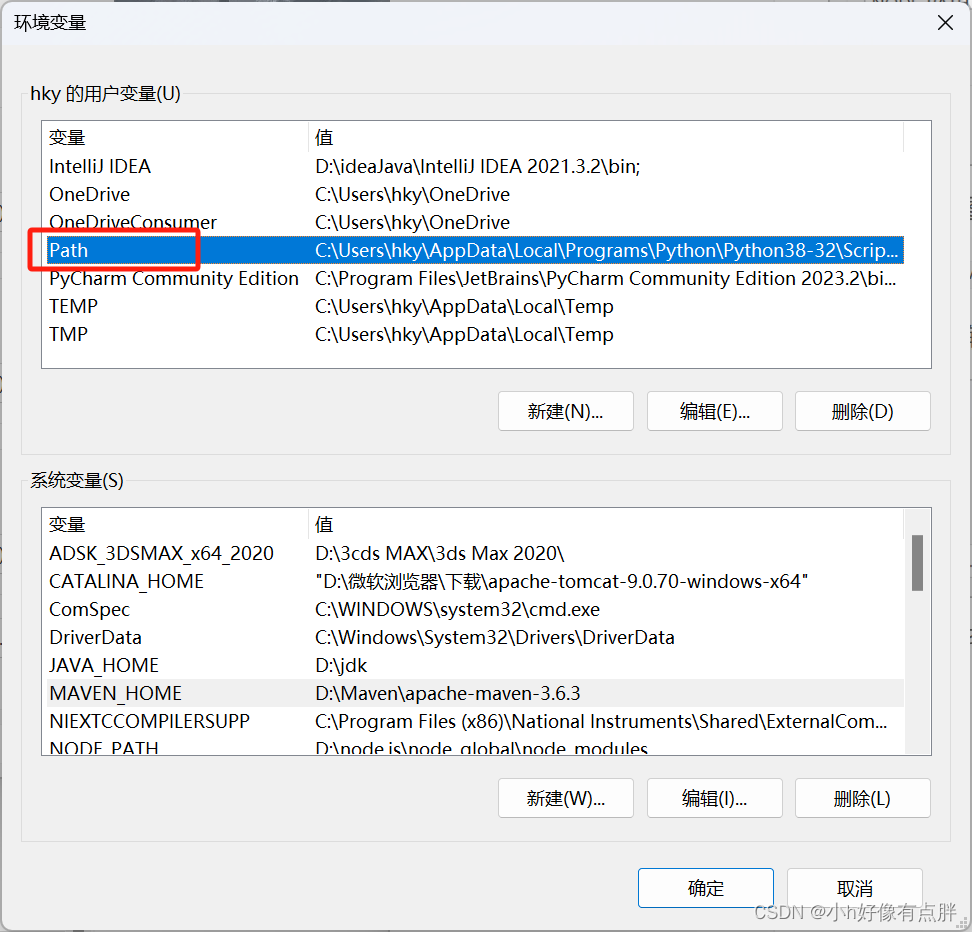 环境变量
hky 的用户变量(U)
变量 值
IntelliJ IDEA D:\ideaJava\IntelliJ IDEA 2021.3.2\bin;
OneDrive C:\Users\hky\OneDrive
OneDriveConsumer C:\Users\hky\OneDrive
Path C:\Users\hky\AppData\Local\Programs\Python\Python38-32\Scrip...
PyCharm Community Edition C:\Program Files\JetBrains\PyCharm Community Edition 2023.2\bi...
TEMP C:\Users\hky\AppData\Local\Temp
TMP C:\Users\hky\AppData\Local\Temp
新建(N)... 编辑(E)... 删除(D)
系统变量(S)
变量 值
ADSK_3DSMAX_x64_2020 D:\3cds MAX\3ds Max 2020\
CATALINA_HOME "D:\微软浏览器\下载\apache-tomcat-9.0.70-windows-x64"
ComSpec C:\WINDOWS\system32\cmd.exe
DriverData C:\Windows\System32\Drivers\DriverData
JAVA_HOME D:\jdk
MAVEN_HOME D:\Maven\apache-maven-3.6.3
NIEXTCCOMPILERSUPP C:\Program Files (x86)\National Instruments\Shared\ExternalCom...
NODE_PATH D:\node.js\node_global\node_modules
新建(W)... 编辑(I)... 删除(L)
确定 取消
CSDN @小h好像有点胖